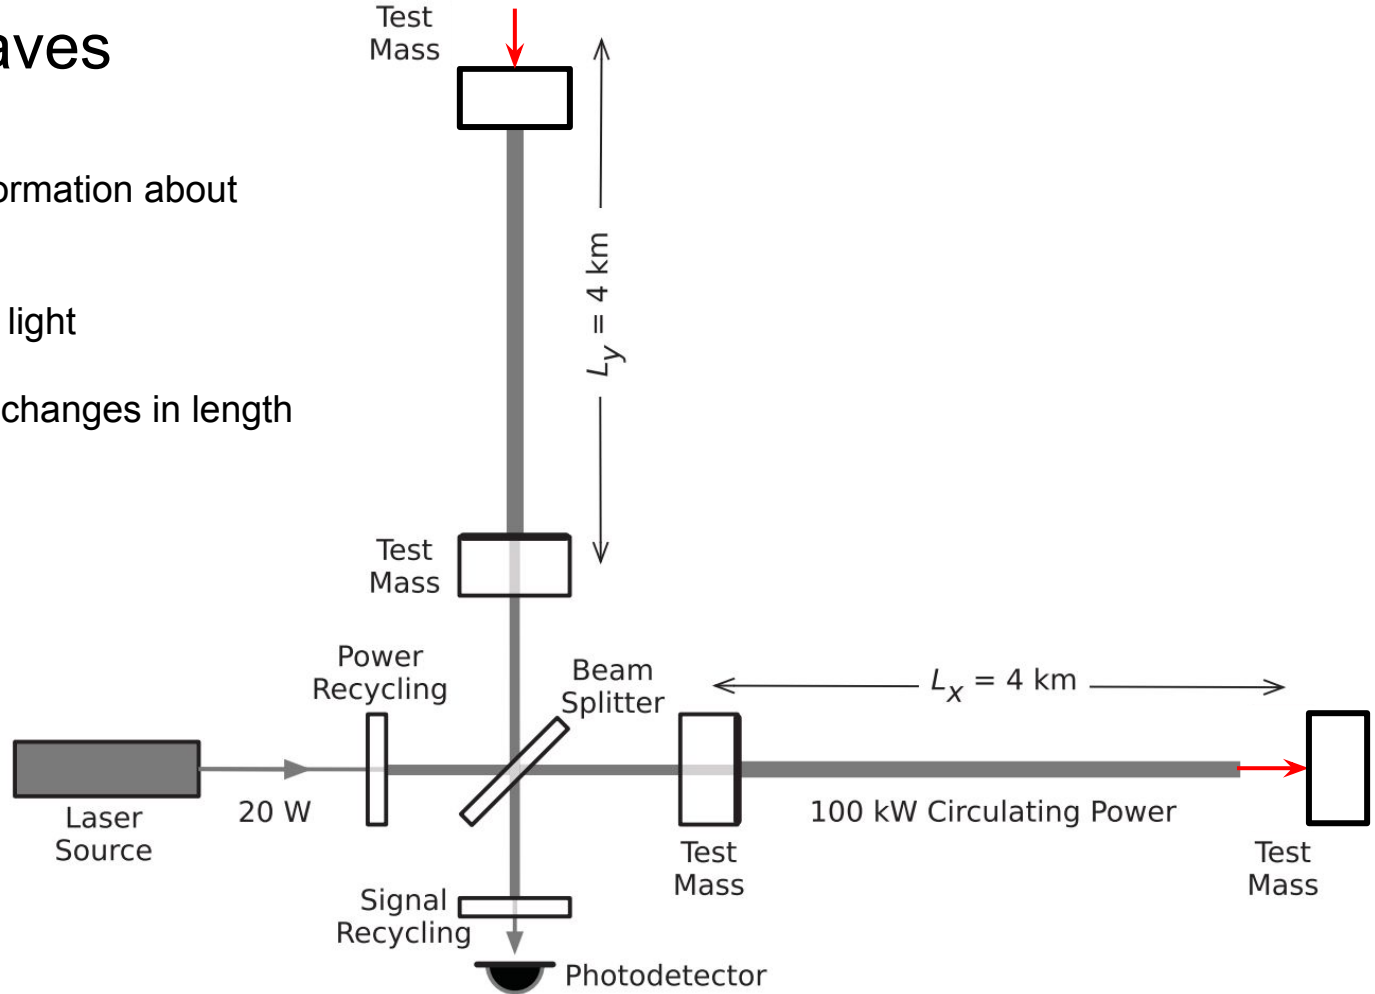 aves
ormation about
light
changes in length
Test
Mass
Ly = 4 km
Test
Mass
Power
Recycling
Beam
Splitter
Lx = 4 km
Laser
Source
20 W
100 kW Circulating Power
Test
Mass
Test
Mass
Signal
Recycling
Photodetector